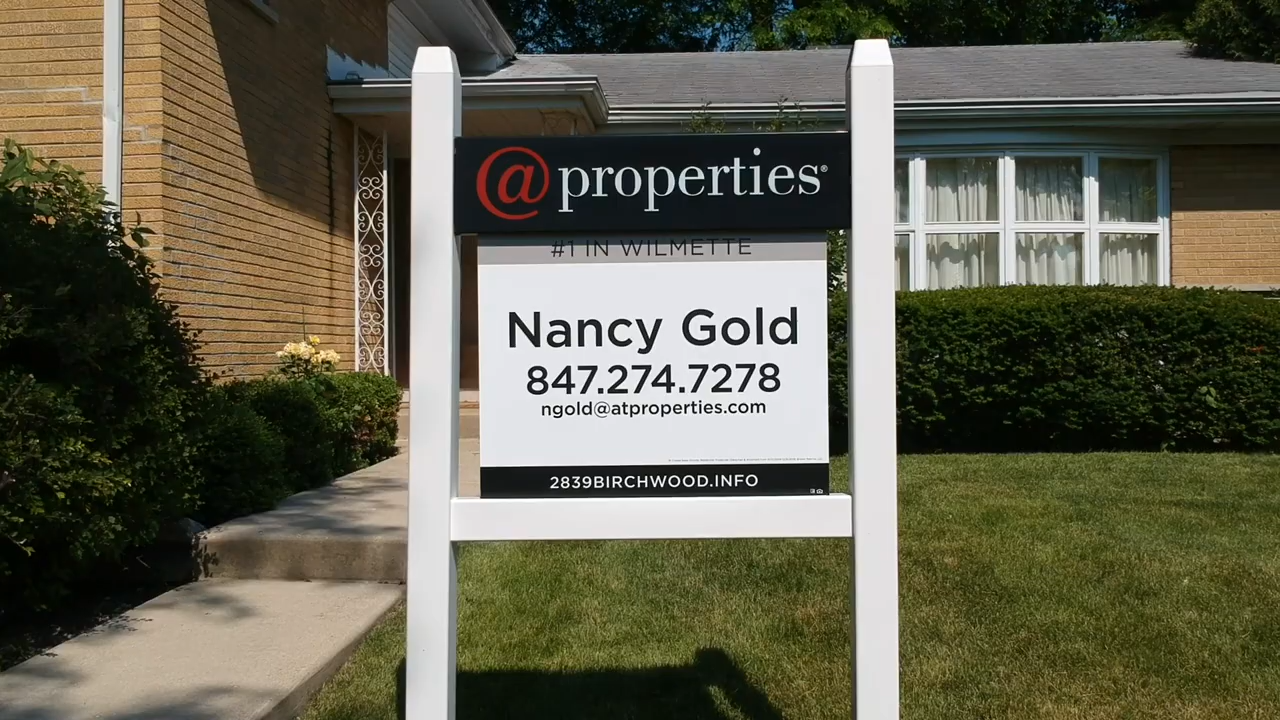 @properties®
#1 IN WILMETTE
Nancy Gold
847.274.7278
ngold@atproperties.com
2839BIRCHWOOD.INFO